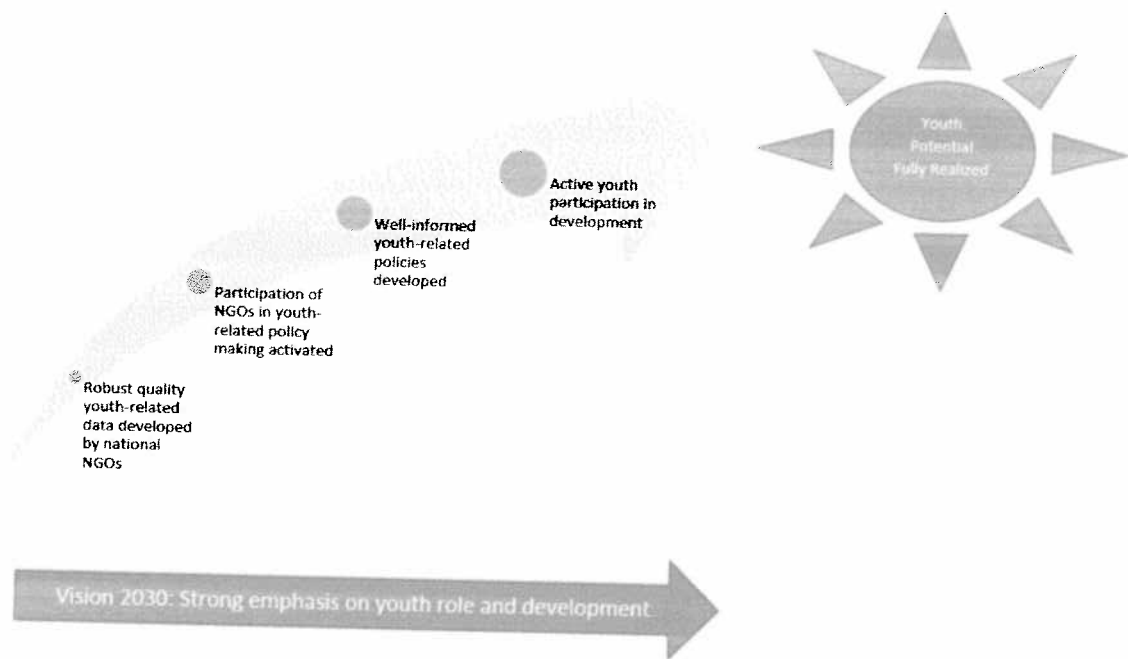 Youth
Potential
Fully Realized
Active youth
participation in
development
Well-informed
youth-related
policies
developed
Participation of
NGOs in youth-
related policy
making activated
Robust quality
youth-related
data developed
by national
NGOs
Vision 2030: Strong emphasis on youth role and development